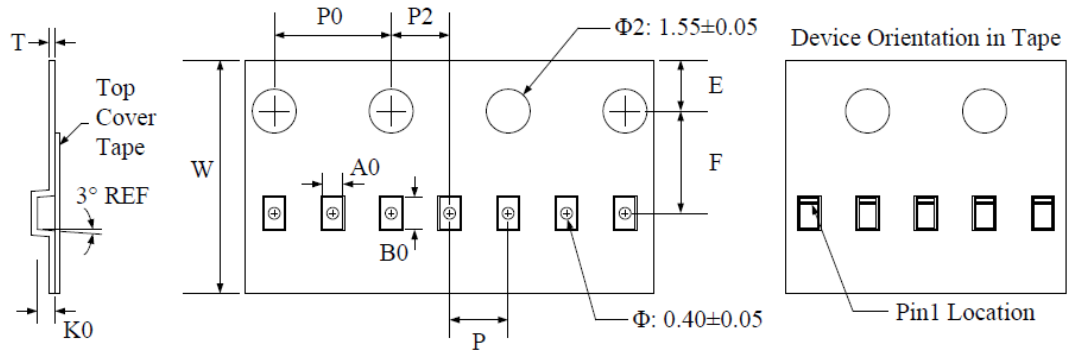 P0
P2
Φ2: 1.55±0.05
Device Orientation in Tape
T
Top
Cover
Tape
E
W
A0
F
3° REF
B0
K0
P
Φ: 0.40±0.05
Pin1 Location